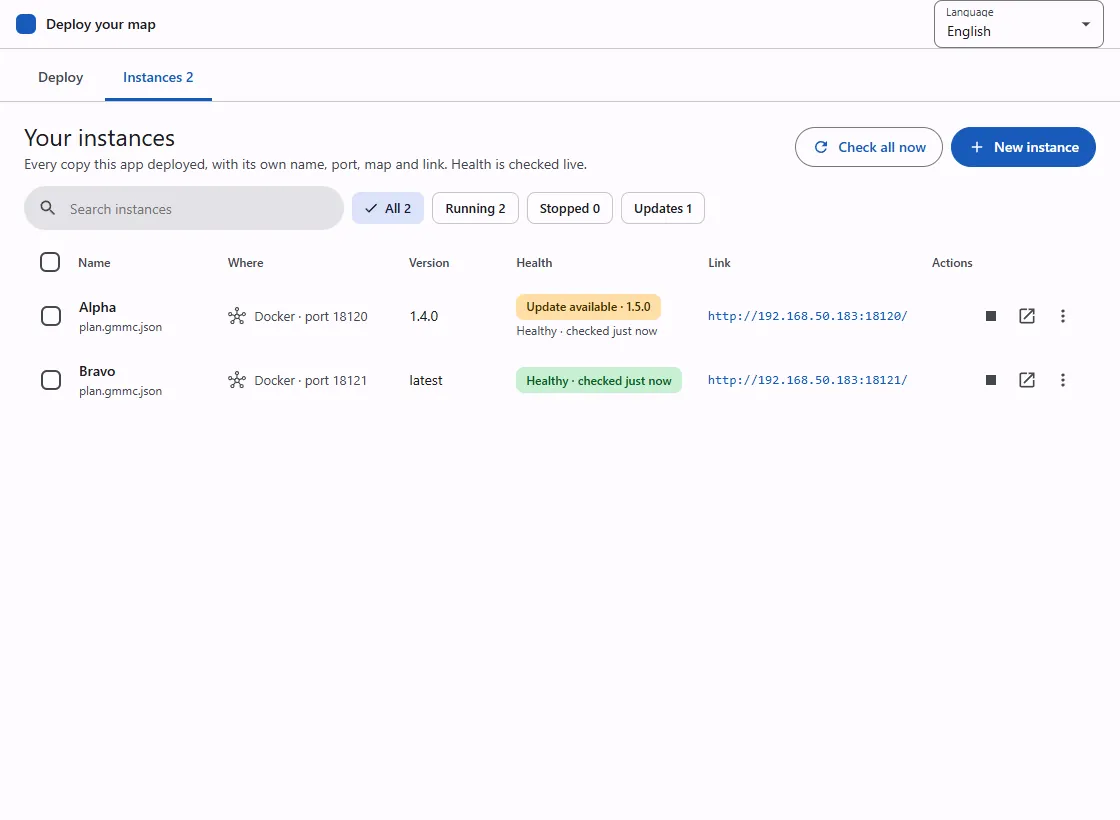 Deploy your map
Language
English
Deploy
Instances 2
Your instances
Every copy this app deployed, with its own name, port, map and link. Health is checked live.
Check all now
New instance
Search instances
All 2
Running 2
Stopped 0
Updates 1
Name Where Version Health Link Actions
Alpha
plan.gmmc.json
Docker · port 18120
1.4.0
Update available · 1.5.0
Healthy · checked just now
http://192.168.50.183:18120/
Bravo
plan.gmmc.json
Docker · port 18121
latest
Healthy · checked just now
http://192.168.50.183:18121/